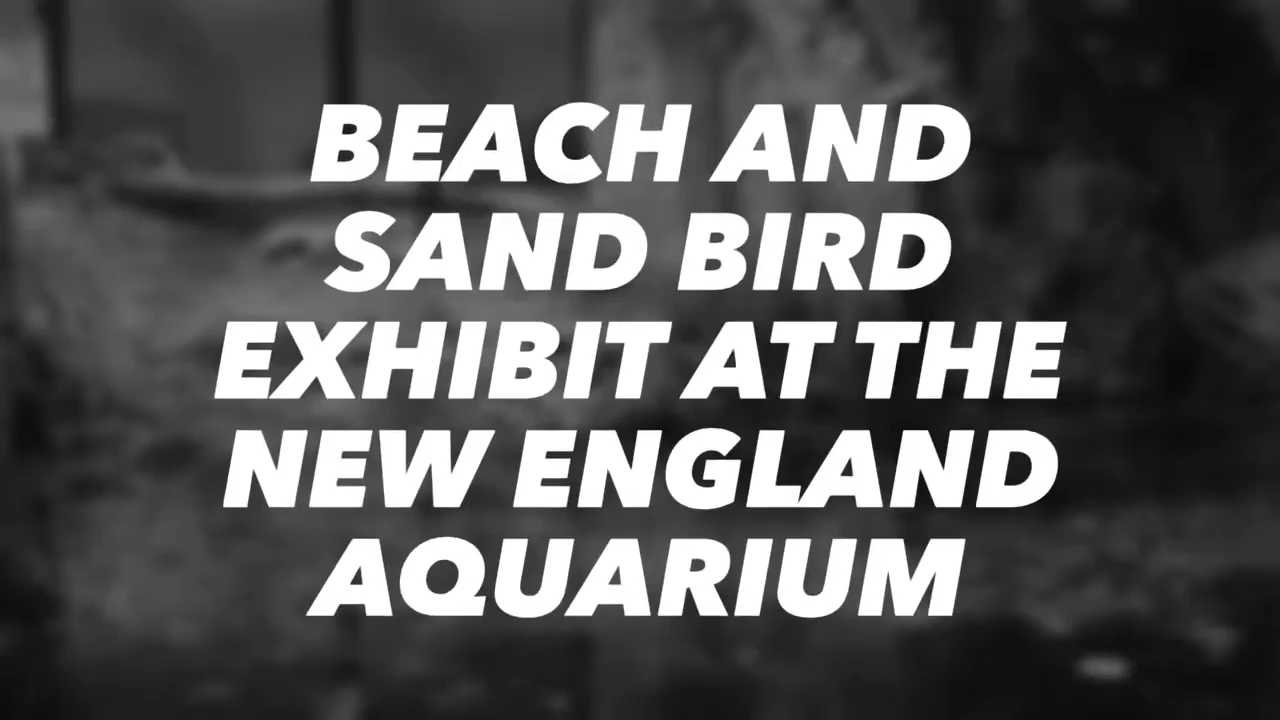 BEACH AND
SAND BIRD
EXHIBIT AT THE
NEW ENGLAND
AQUARIUM